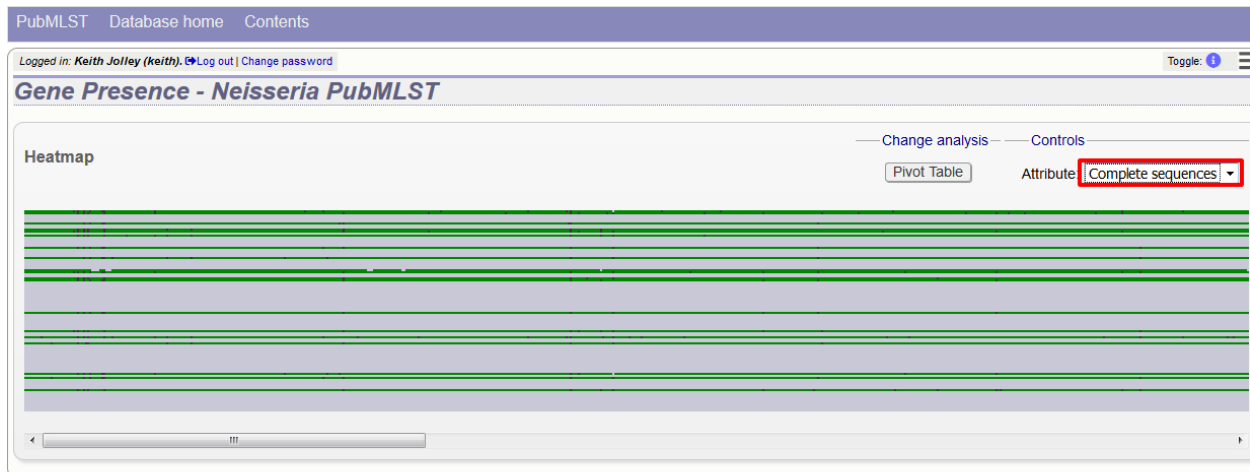 PubMLST Database home Contents
Logged in: Keith Jolley (keith). Log out | Change password
Toggle: i
Gene Presence - Neisseria PubMLST
Change analysis Controls
Heatmap
Pivot Table Attribute: Complete sequences